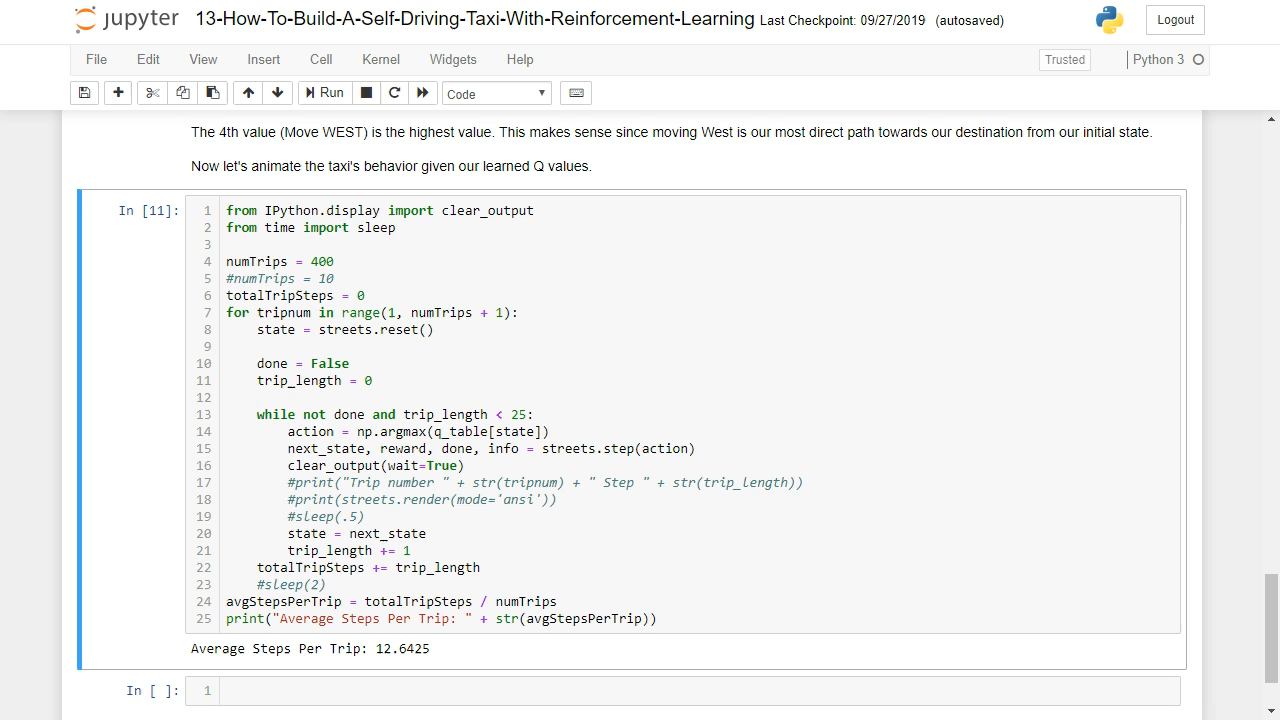 jupyter 13-How-To-Build-A-Self-Driving-Taxi-With-Reinforcement-Learning Last Checkpoint: 09/27/2019 (autosaved) Logout
File Edit View Insert Cell Kernel Widgets Help Trusted Python 3
Run Code
The 4th value (Move WEST) is the highest value. This makes sense since moving West is our most direct path towards our destination from our initial state.
Now let's animate the taxi's behavior given our learned Q values.
In [11]: 1 from IPython.display import clear_output
2 from time import sleep
3
4 numTrips = 400
5 #numTrips = 10
6 totalTripSteps = 0
7 for tripnum in range(1, numTrips + 1):
8     state = streets.reset()
9
10     done = False
11     trip_length = 0
12
13     while not done and trip_length < 25:
14         action = np.argmax(q_table[state])
15         next_state, reward, done, info = streets.step(action)
16         clear_output(wait=True)
17         #print("Trip number " + str(tripnum) + " Step " + str(trip_length))
18         #print(streets.render(mode='ansi'))
19         #sleep(.5)
20         state = next_state
21         trip_length += 1
22     totalTripSteps += trip_length
23     #sleep(2)
24 avgStepsPerTrip = totalTripSteps / numTrips
25 print("Average Steps Per Trip: " + str(avgStepsPerTrip))
Average Steps Per Trip: 12.6425
In [ ]: 1